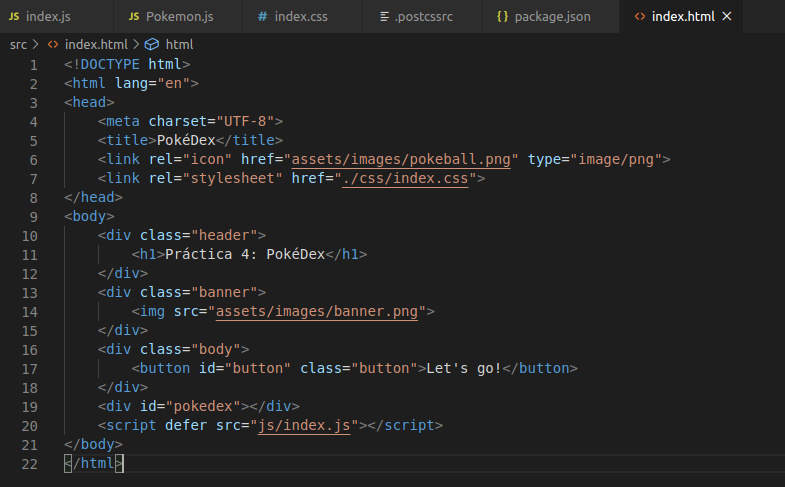 index.js Pokemon.js index.css .postcssrc package.json index.html
src > index.html > html
1 <!DOCTYPE html>
2 <html lang="en">
3 <head>
4     <meta charset="UTF-8">
5     <title>PokéDex</title>
6     <link rel="icon" href="assets/images/pokeball.png" type="image/png">
7     <link rel="stylesheet" href="./css/index.css">
8 </head>
9 <body>
10     <div class="header">
11         <h1>Práctica 4: PokéDex</h1>
12     </div>
13     <div class="banner">
14         <img src="assets/images/banner.png">
15     </div>
16     <div class="body">
17         <button id="button" class="button">Let's go!</button>
18     </div>
19     <div id="pokedex"></div>
20     <script defer src="js/index.js"></script>
21 </body>
22 </html>